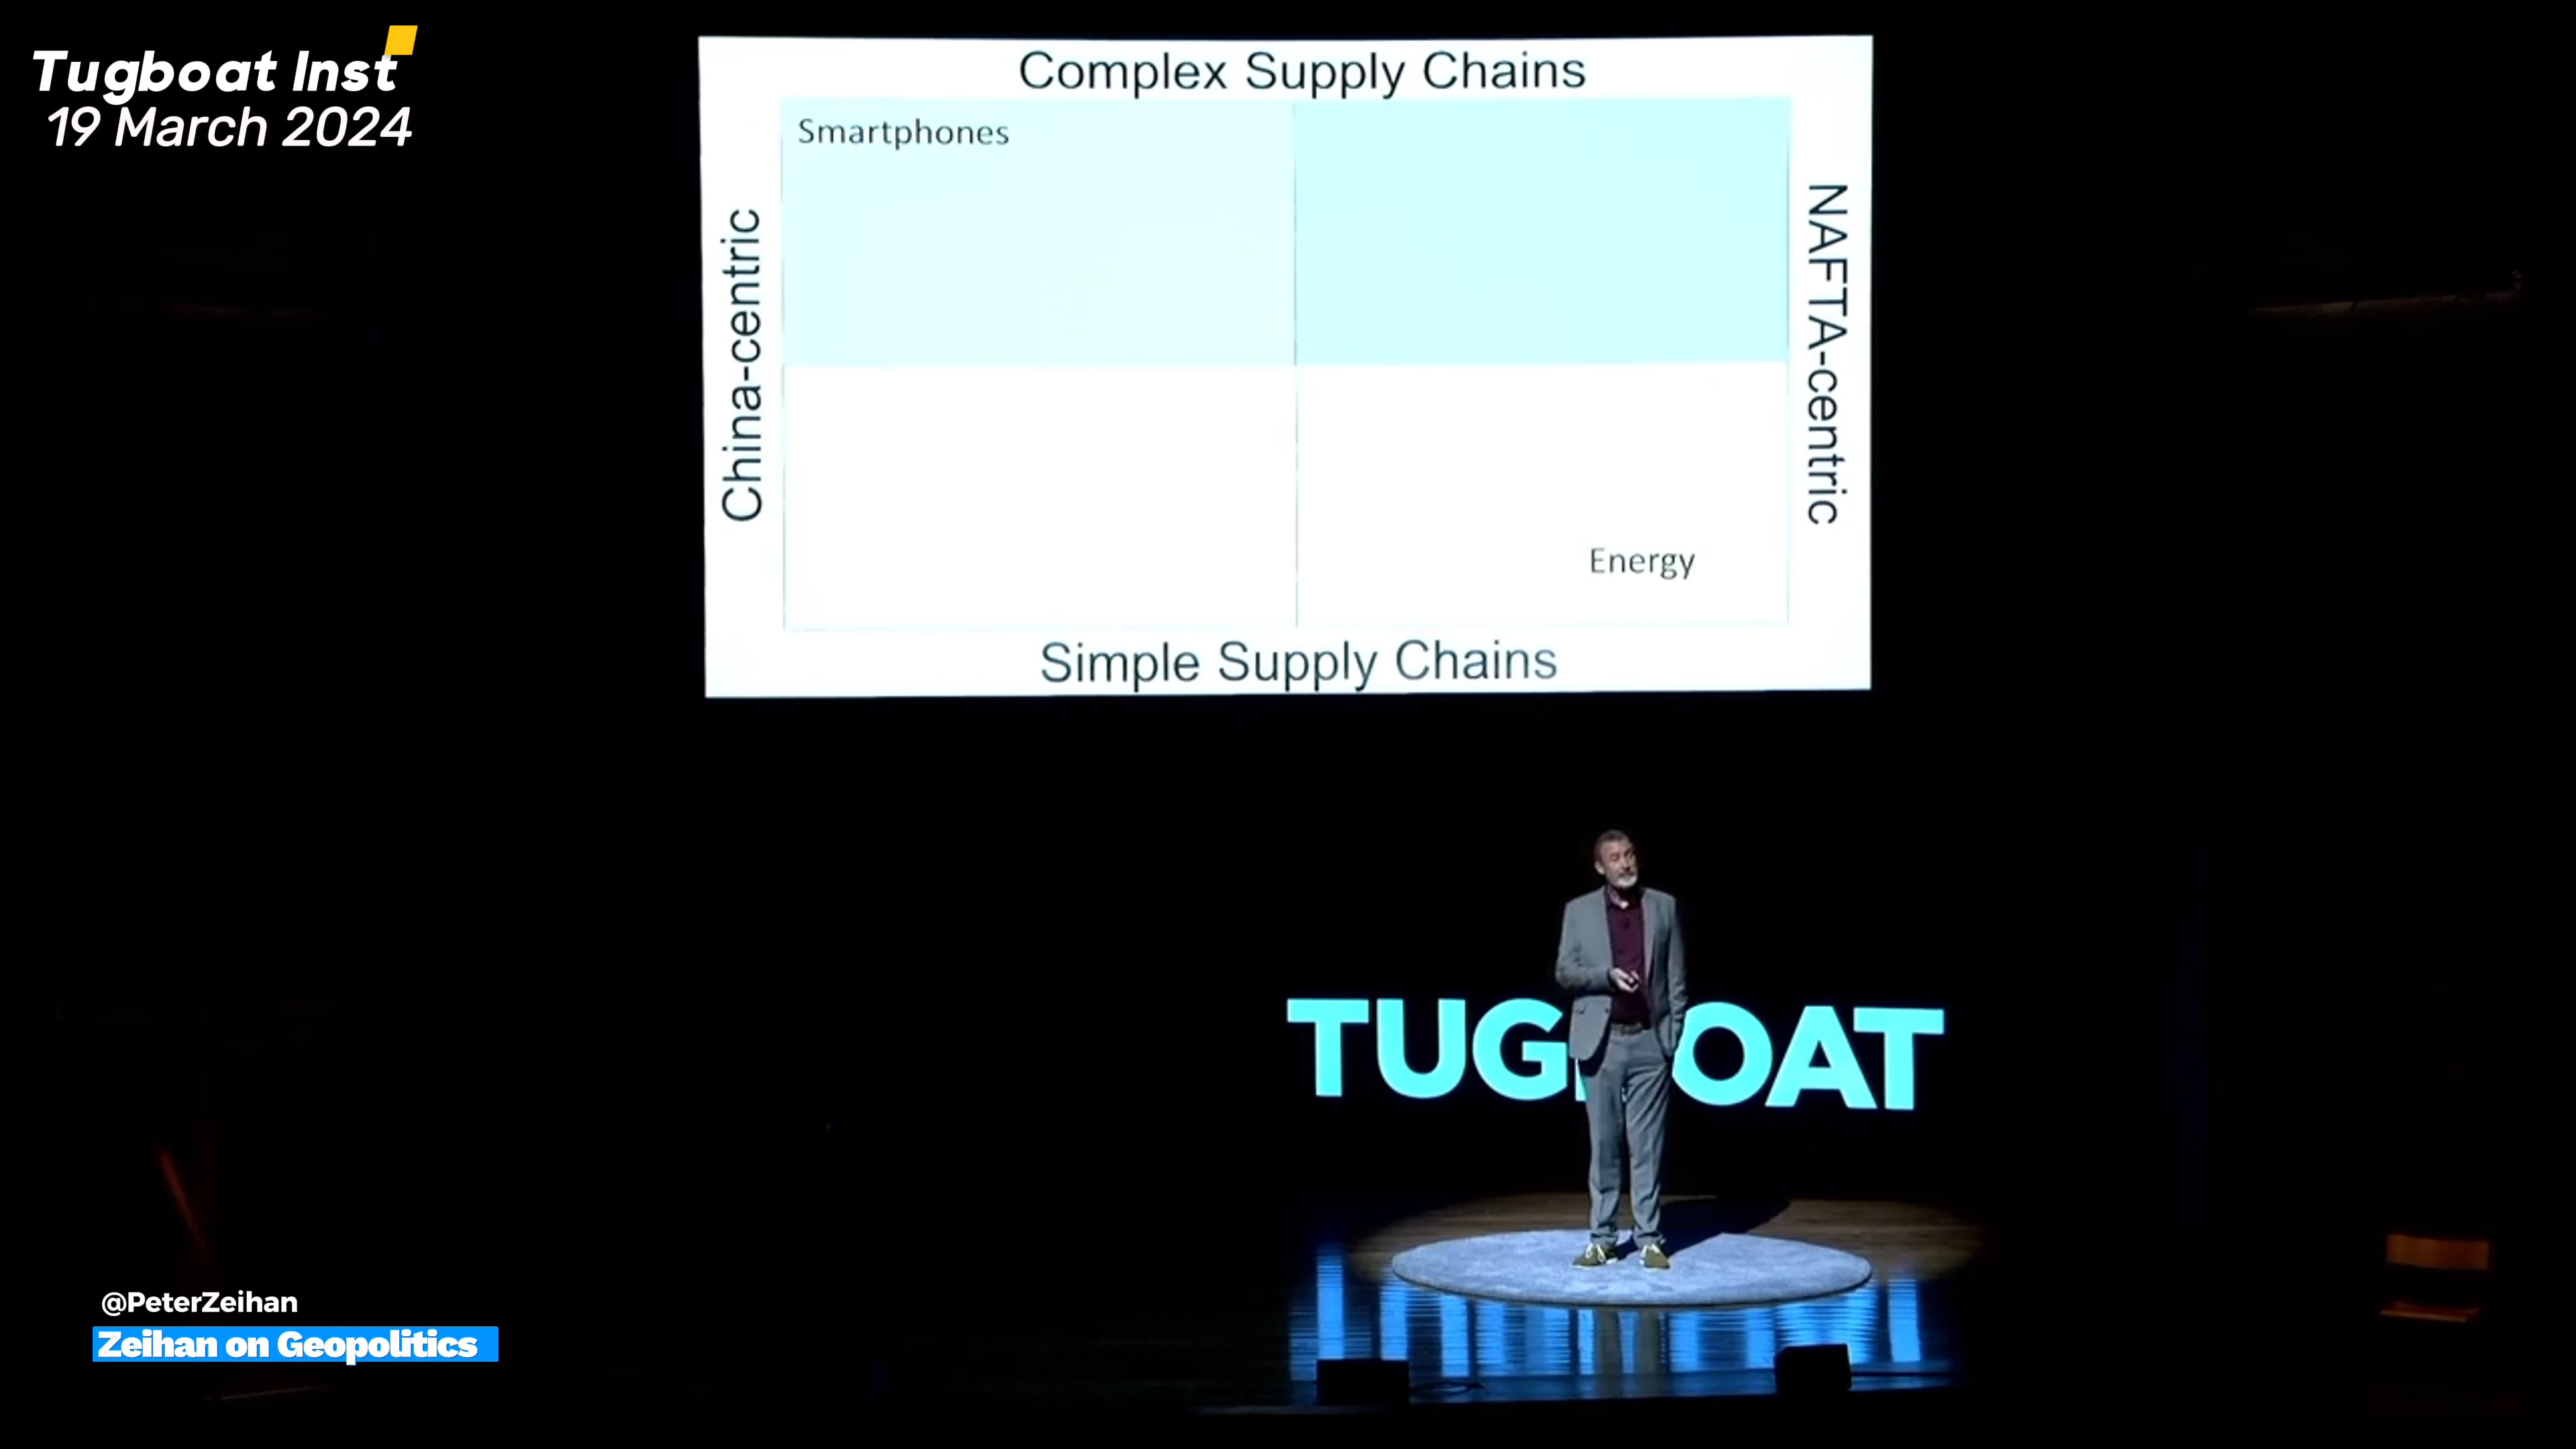 Tugboat Inst
19 March 2024
Complex Supply Chains
Smartphones
China-centric
NAFTA-centric
Energy
Simple Supply Chains
TUG OAT
@PeterZeihan
Zeihan on Geopolitics